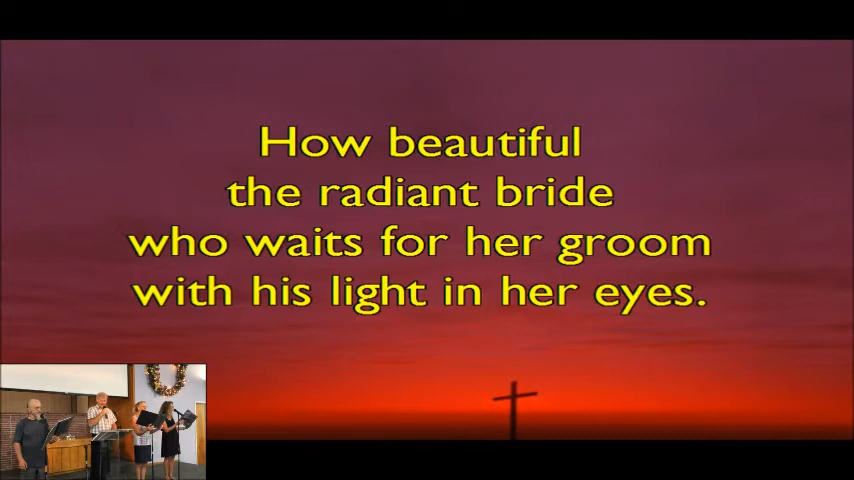 How beautiful
the radiant bride
who waits for her groom
with his light in her eyes.